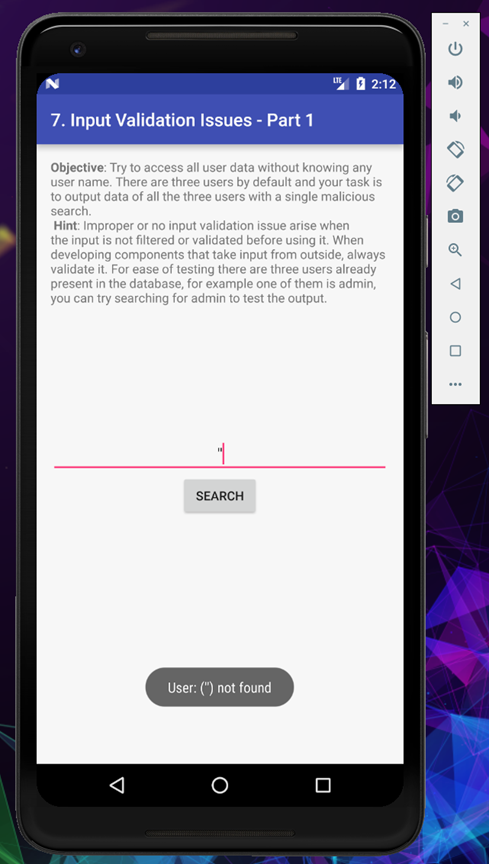 LTE 2:12
7. Input Validation Issues - Part 1
Objective: Try to access all user data without knowing any
user name. There are three users by default and your task is
to output data of all the three users with a single malicious
search.
Hint: Improper or no input validation issue arise when
the input is not filtered or validated before using it. When
developing components that take input from outside, always
validate it. For ease of testing there are three users already
present in the database, for example one of them is admin,
you can try searching for admin to test the output.
"
SEARCH
User: (") not found